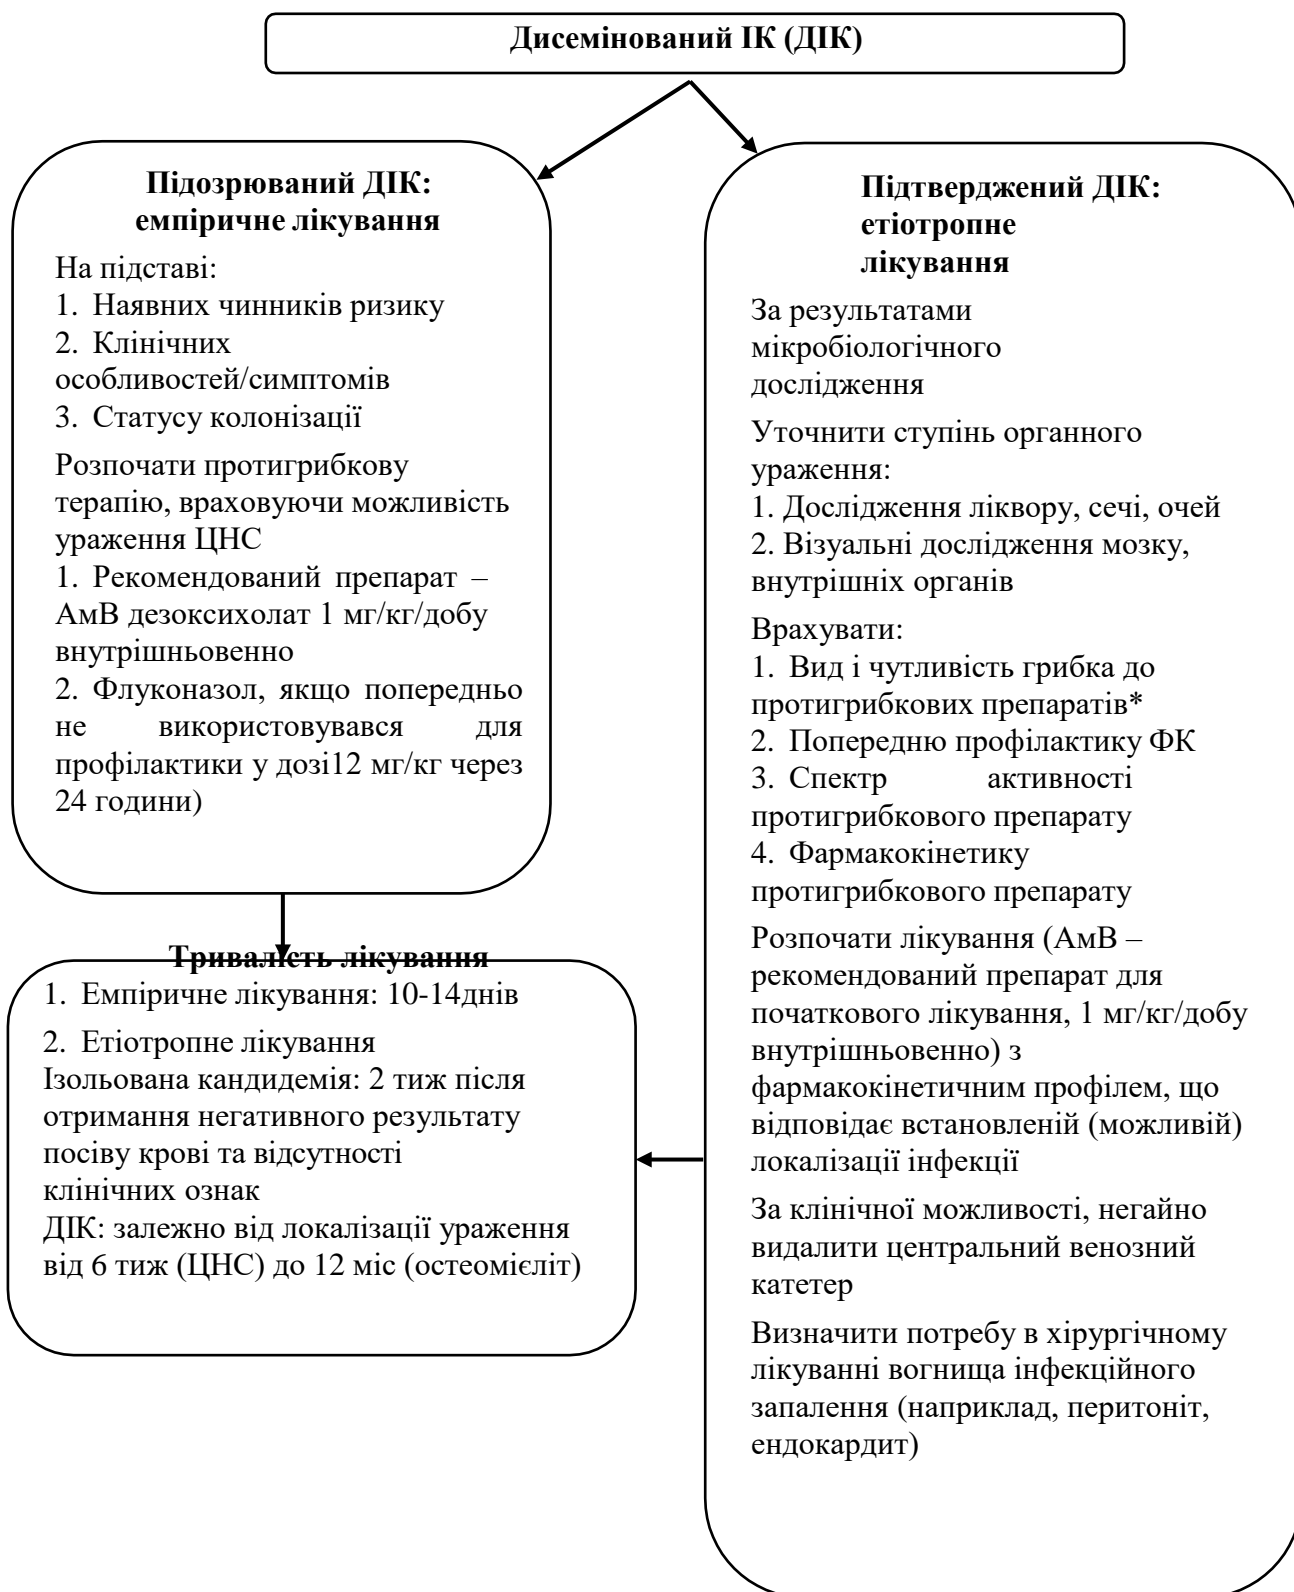 Дисемінований ІК (ДІК)
Підозрюваний ДІК:
емпіричне лікування
На підставі:
1. Наявних чинників ризику
2. Клінічних
особливостей/симптомів
3. Статусу колонізації
Розпочати протигрибкову
терапію, враховуючи можливість
ураження ЦНС
1. Рекомендований препарат –
АмВ дезоксихолат 1 мг/кг/добу
внутрішньовенно
2. Флуконазол, якщо попередньо
не використовувався для
профілактики у дозі12 мг/кг через
24 години)
Тривалість лікування
1. Емпіричне лікування: 10-14днів
2. Етіотропне лікування
Ізольована кандидемія: 2 тиж після
отримання негативного результату
посіву крові та відсутності
клінічних ознак
ДІК: залежно від локалізації ураження
від 6 тиж (ЦНС) до 12 міс (остеомієліт)
Підтверджений ДІК:
етіотропне
лікування
За результатами
мікробіологічного
дослідження
Уточнити ступінь органного
ураження:
1. Дослідження ліквору, сечі, очей
2. Візуальні дослідження мозку,
внутрішніх органів
Врахувати:
1. Вид і чутливість грибка до
протигрибкових препаратів*
2. Попередню профілактику ФК
3. Спектр активності
протигрибкового препарату
4. Фармакокінетику
протигрибкового препарату
Розпочати лікування (АмВ –
рекомендований препарат для
початкового лікування, 1 мг/кг/добу
внутрішньовенно) з
фармакокінетичним профілем, що
відповідає встановленій (можливій)
локалізації інфекції
За клінічної можливості, негайно
видалити центральний венозний
катетер
Визначити потребу в хірургічному
лікуванні вогнища інфекційного
запалення (наприклад, перитоніт,
ендокардит)